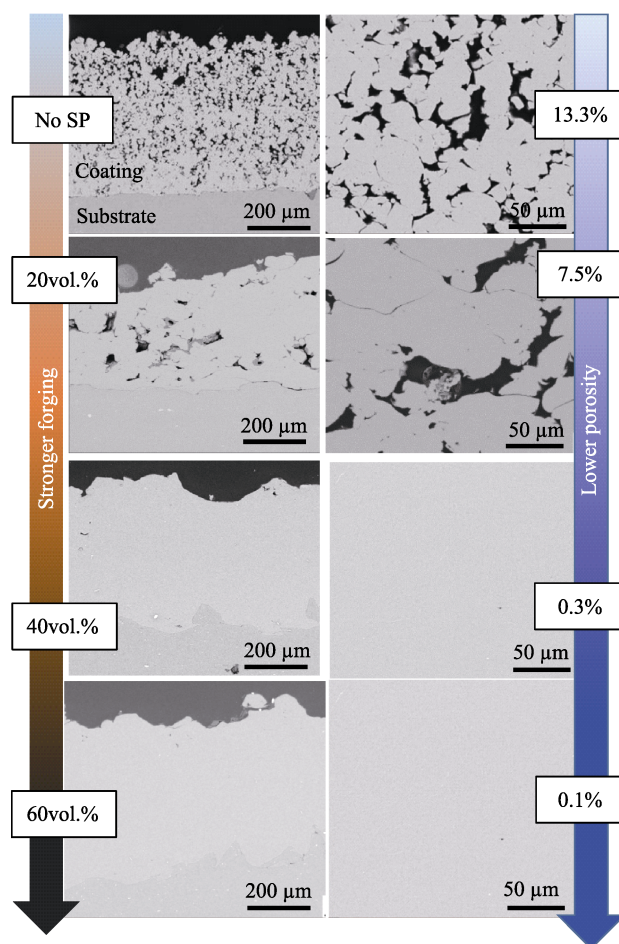 No SP
Coating
Substrate
200 μm
50 μm
13.3%
20vol.%
200 μm
50 μm
7.5%
Stronger forging
Lower porosity
40vol.%
200 μm
50 μm
0.3%
60vol.%
200 μm
50 μm
0.1%